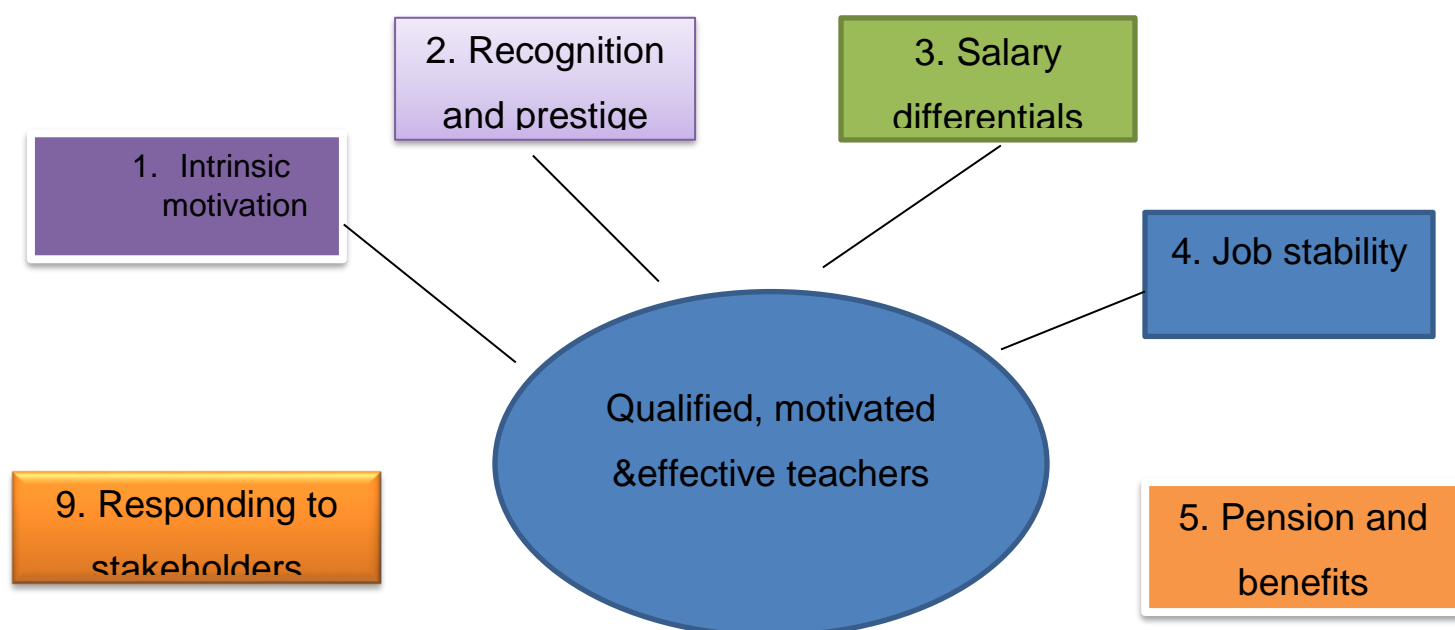 2. Recognition
and prestige
3. Salary
differentials
1. Intrinsic
motivation
4. Job stability
Qualified, motivated
&effective teachers
9. Responding to
stakeholders
5. Pension and
benefits